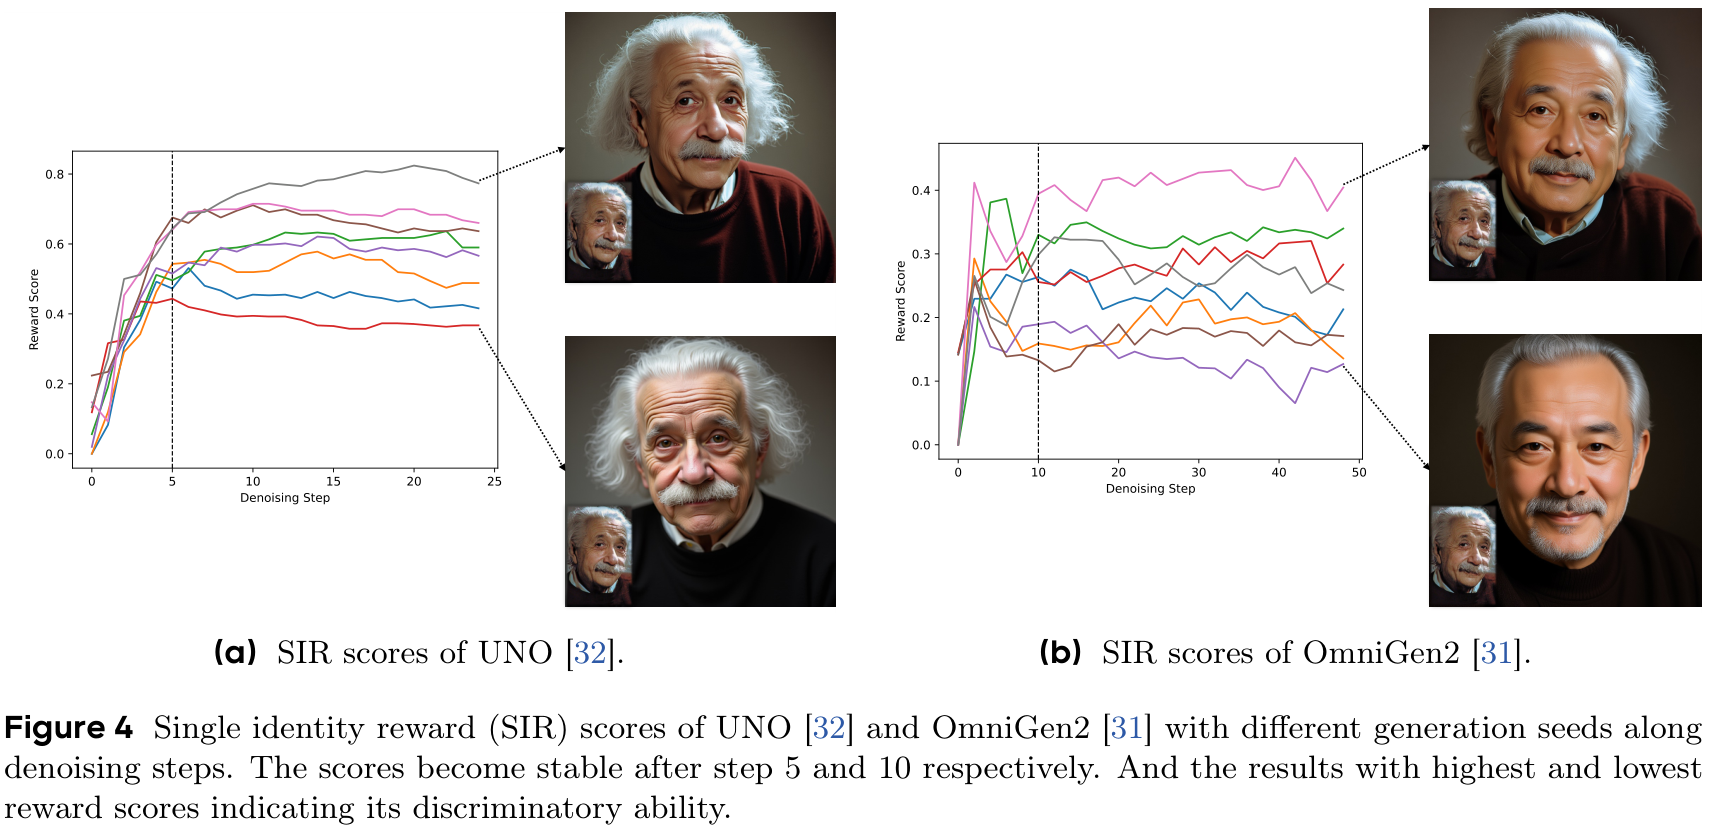 0.8
0.6
0.4
0.2
0.0
Reward Score
0 5 10 15 20 25
Denoising Step
0.4
0.3
0.2
0.1
0.0
Reward Score
0 10 20 30 40 50
Denoising Step
(a) SIR scores of UNO [32].
(b) SIR scores of OmniGen2 [31].
Figure 4 Single identity reward (SIR) scores of UNO [32] and OmniGen2 [31] with different generation seeds along
denoising steps. The scores become stable after step 5 and 10 respectively. And the results with highest and lowest
reward scores indicating its discriminatory ability.